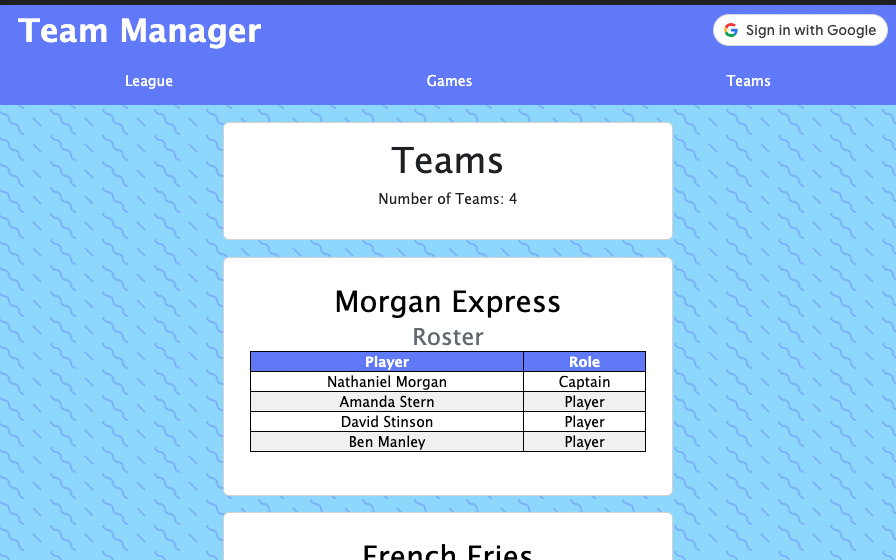 Team Manager
Sign in with Google
League Games Teams
Teams
Number of Teams: 4
Morgan Express
Roster
Player Role
Nathaniel Morgan Captain
Amanda Stern Player
David Stinson Player
Ben Manley Player
French Fries